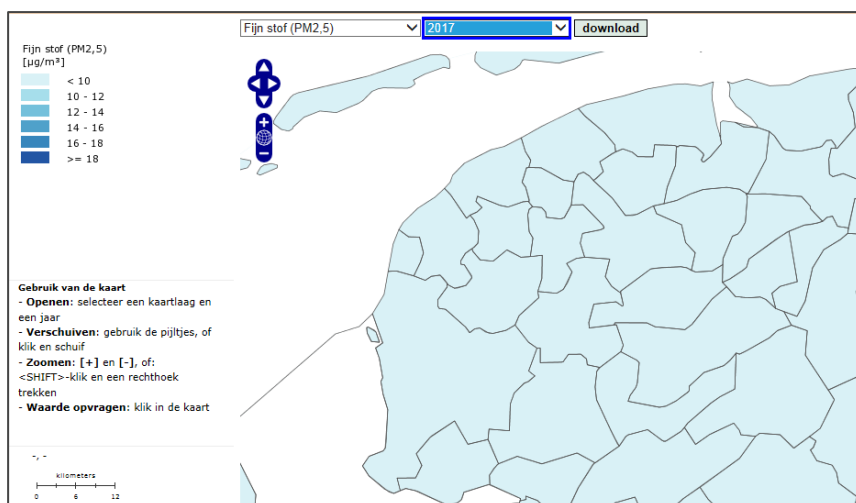 Fijn stof (PM2,5)
2017
download
Fijn stof (PM2,5)
[µg/m³]
< 10
10 - 12
12 - 14
14 - 16
16 - 18
>= 18
Gebruik van de kaart
- Openen: selecteer een kaartlaag en
een jaar
- Verschuiven: gebruik de pijltjes, of
klik en schuif
- Zoomen: [+] en [-], of:
<SHIFT>-klik en een rechthoek
trekken
- Waarde opvragen: klik in de kaart
-, -
kilometers
0 6 12